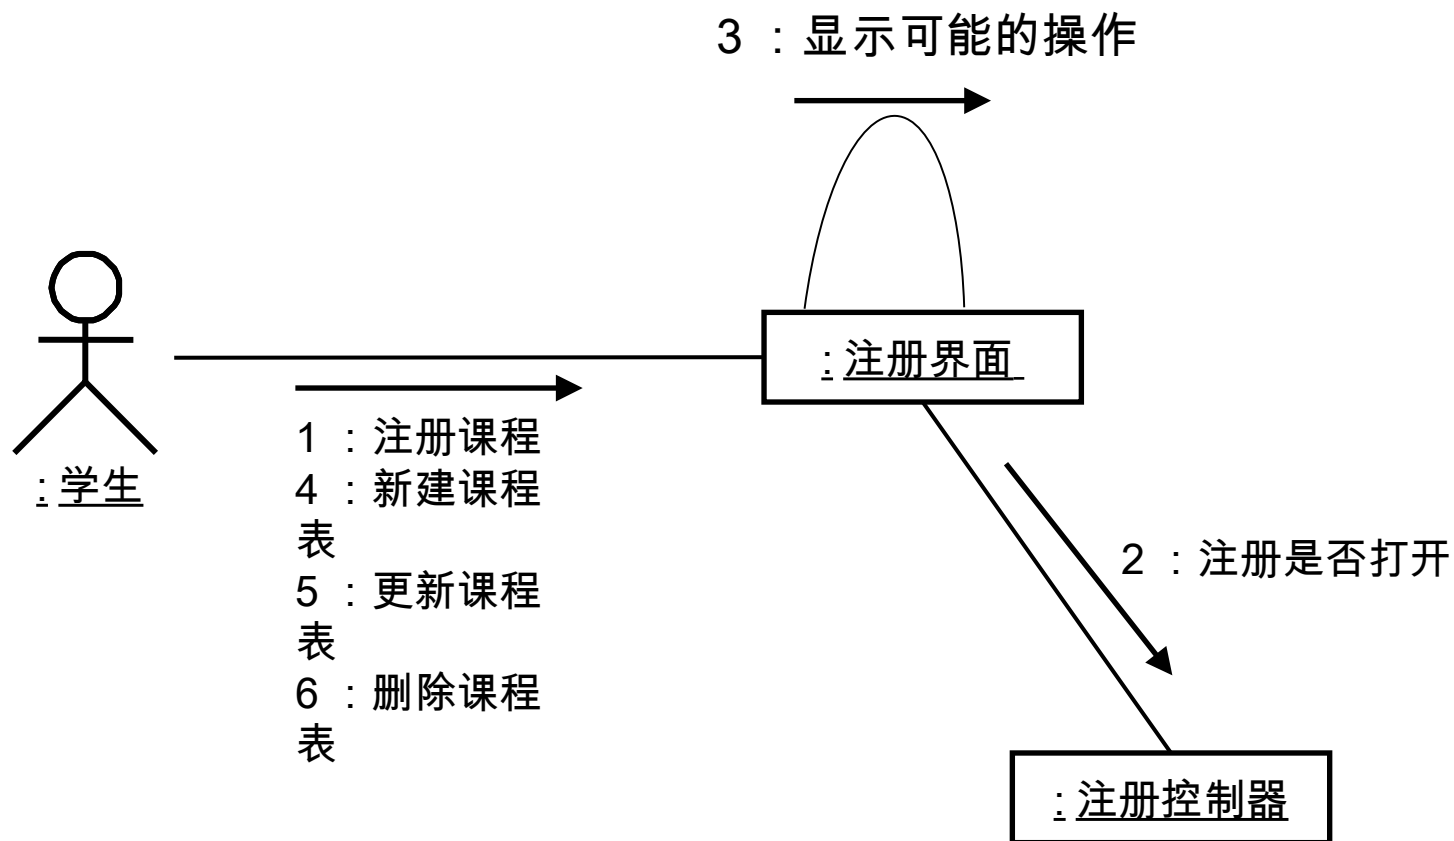 3 ：显示可能的操作
: 注册界面
1 ：注册课程
4 ：新建课程
表
5 ：更新课程
表
6 ：删除课程
表
: 学生
2 ：注册是否打开
: 注册控制器